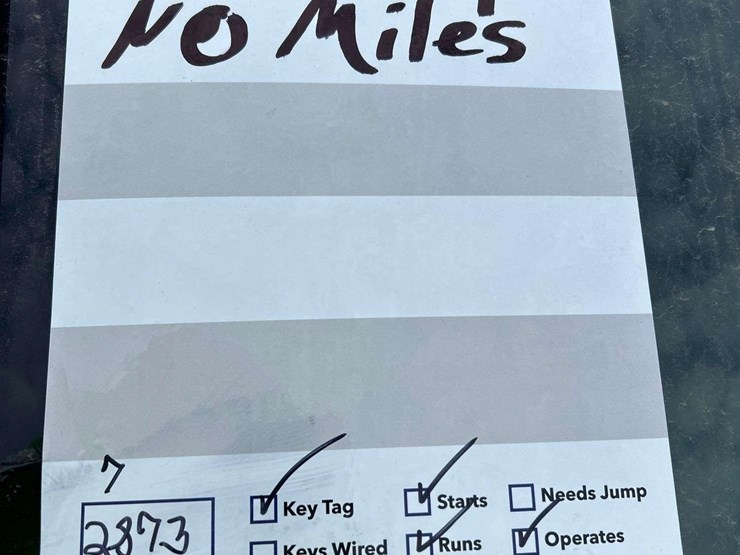 No Miles
7
2873
Key Tag
Starts
Needs Jump
Keys Wired
Runs
Operates